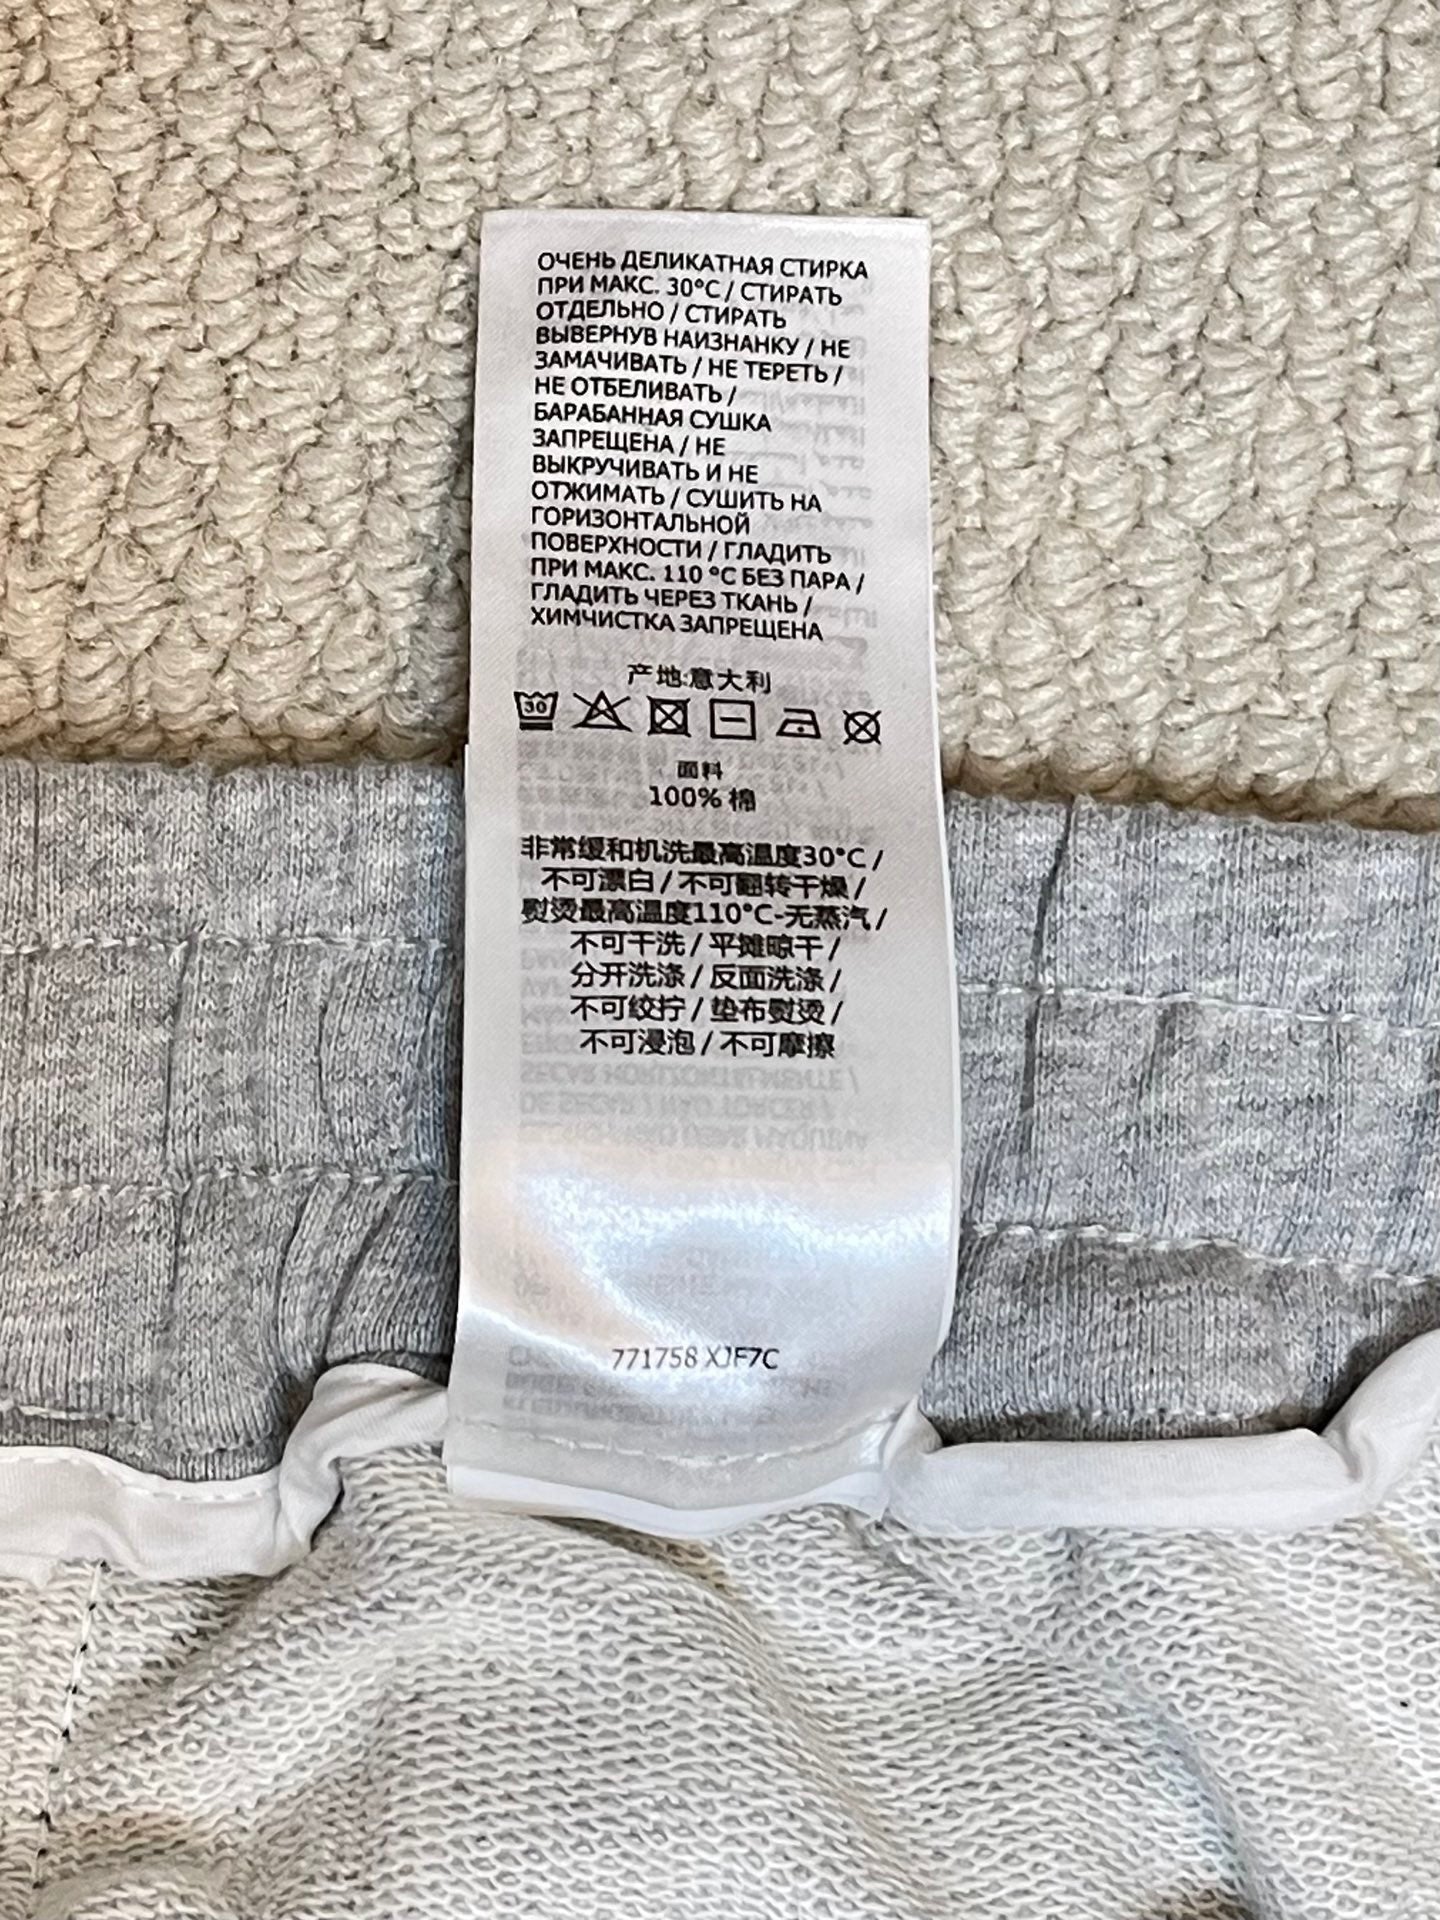 ОЧЕНЬ ДЕЛИКАТНАЯ СТИРКА
ПРИ МАКС. 30°C / СТИРАТЬ
ОТДЕЛЬНО / СТИРАТЬ
ВЫВЕРНУВ НАИЗНАНКУ / НЕ
ЗАМАЧИВАТЬ / НЕ ТЕРЕТЬ /
НЕ ОТБЕЛИВАТЬ /
БАРАБАННАЯ СУШКА
ЗАПРЕЩЕНА / НЕ
ВЫКРУЧИВАТЬ И НЕ
ОТЖИМАТЬ / СУШИТЬ НА
ГОРИЗОНТАЛЬНОЙ
ПОВЕРХНОСТИ / ГЛАДИТЬ
ПРИ МАКС. 110 °C БЕЗ ПАРА /
ГЛАДИТЬ ЧЕРЕЗ ТКАНЬ /
ХИМЧИСТКА ЗАПРЕЩЕНА
产地:意大利
30
面料
100% 棉
非常缓和机洗最高温度30°C /
不可漂白 / 不可翻转干燥 /
熨烫最高温度110°C-无蒸汽 /
不可干洗 / 平摊晾干 /
分开洗涤 / 反面洗涤 /
不可绞拧 / 垫布熨烫 /
不可浸泡 / 不可摩擦
771758 XJF7C